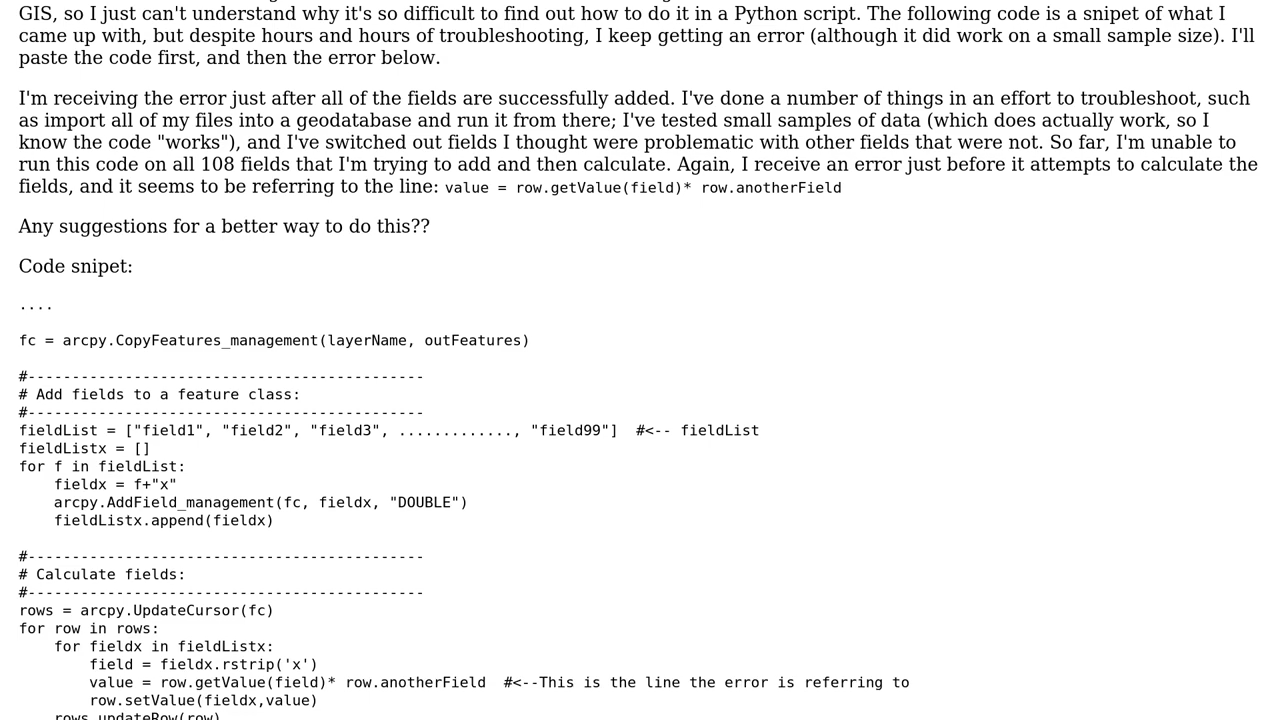 GIS, so I just can't understand why it's so difficult to find out how to do it in a Python script. The following code is a snipet of what I
came up with, but despite hours and hours of troubleshooting, I keep getting an error (although it did work on a small sample size). I'll
paste the code first, and then the error below.
I'm receiving the error just after all of the fields are successfully added. I've done a number of things in an effort to troubleshoot, such
as import all of my files into a geodatabase and run it from there; I've tested small samples of data (which does actually work, so I
know the code "works"), and I've switched out fields I thought were problematic with other fields that were not. So far, I'm unable to
run this code on all 108 fields that I'm trying to add and then calculate. Again, I receive an error just before it attempts to calculate the
fields, and it seems to be referring to the line: value = row.getValue(field)* row.anotherField
Any suggestions for a better way to do this??
Code snipet:
....
fc = arcpy.CopyFeatures_management(layerName, outFeatures)
#---------------------------------------------
# Add fields to a feature class:
#---------------------------------------------
fieldList = ["field1", "field2", "field3", ............., "field99"]  #<-- fieldList
fieldListx = []
for f in fieldList:
    fieldx = f+"x"
    arcpy.AddField_management(fc, fieldx, "DOUBLE")
    fieldListx.append(fieldx)
#---------------------------------------------
# Calculate fields:
#---------------------------------------------
rows = arcpy.UpdateCursor(fc)
for row in rows:
    for fieldx in fieldListx:
        field = fieldx.rstrip('x')
        value = row.getValue(field)* row.anotherField  #<--This is the line the error is referring to
        row.setValue(fieldx,value)
    rows.updateRow(row)